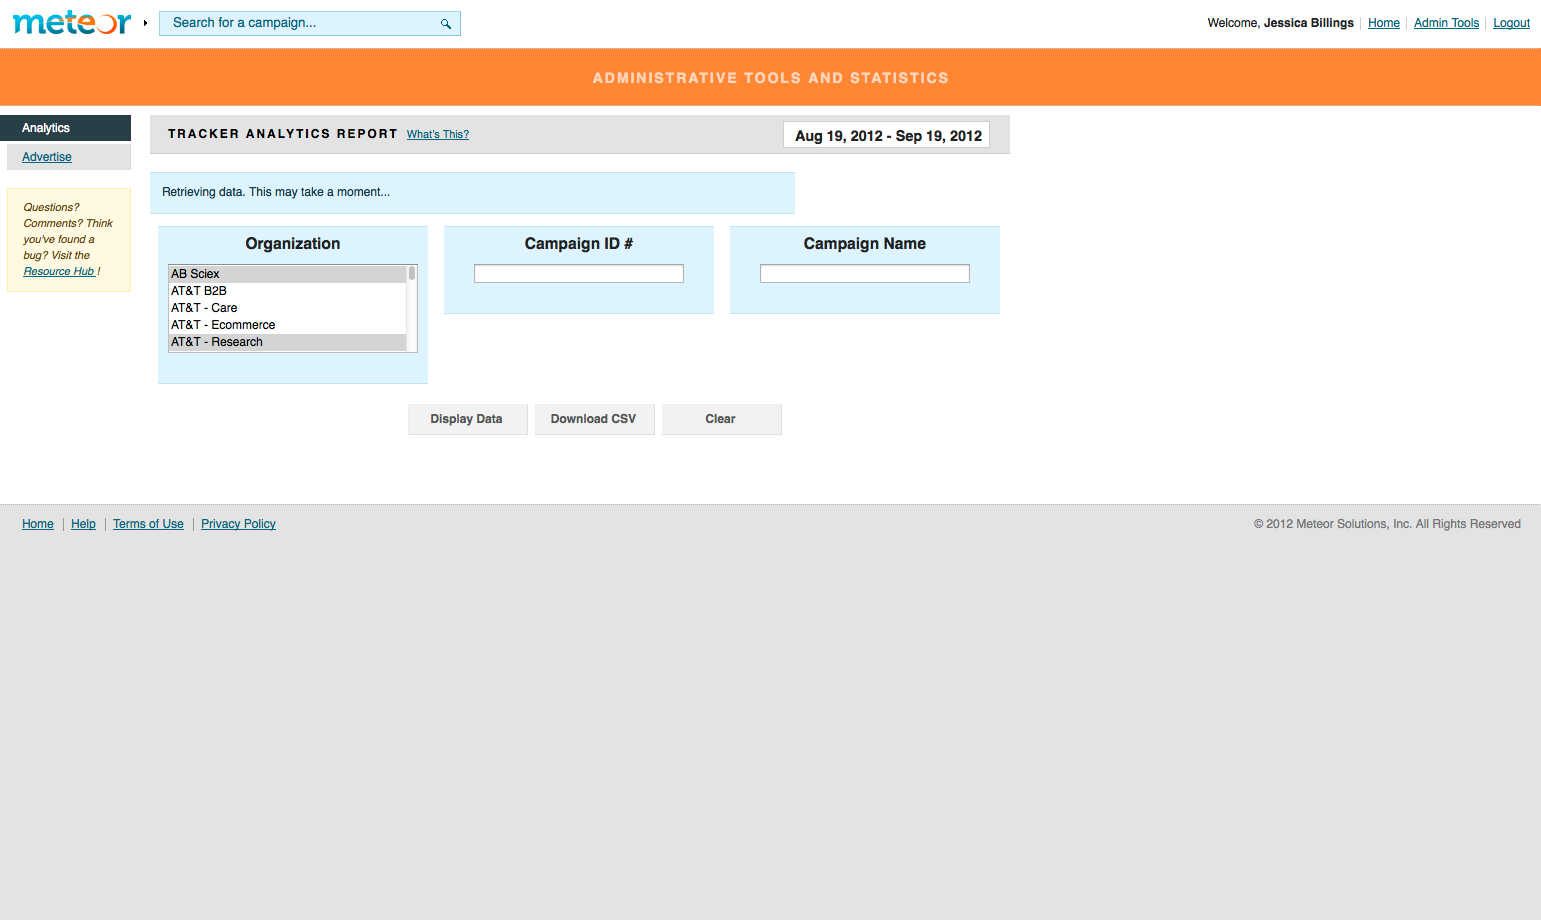 meteor
Search for a campaign...
Welcome, Jessica Billings Home Admin Tools Logout
ADMINISTRATIVE TOOLS AND STATISTICS
Analytics
Advertise
Questions?
Comments? Think
you've found a
bug? Visit the
Resource Hub !
TRACKER ANALYTICS REPORT What's This?
Aug 19, 2012 - Sep 19, 2012
Retrieving data. This may take a moment...
Organization
AB Sciex
AT&T B2B
AT&T - Care
AT&T - Ecommerce
AT&T - Research
Campaign ID #
Campaign Name
Display Data
Download CSV
Clear
Home Help Terms of Use Privacy Policy
© 2012 Meteor Solutions, Inc. All Rights Reserved